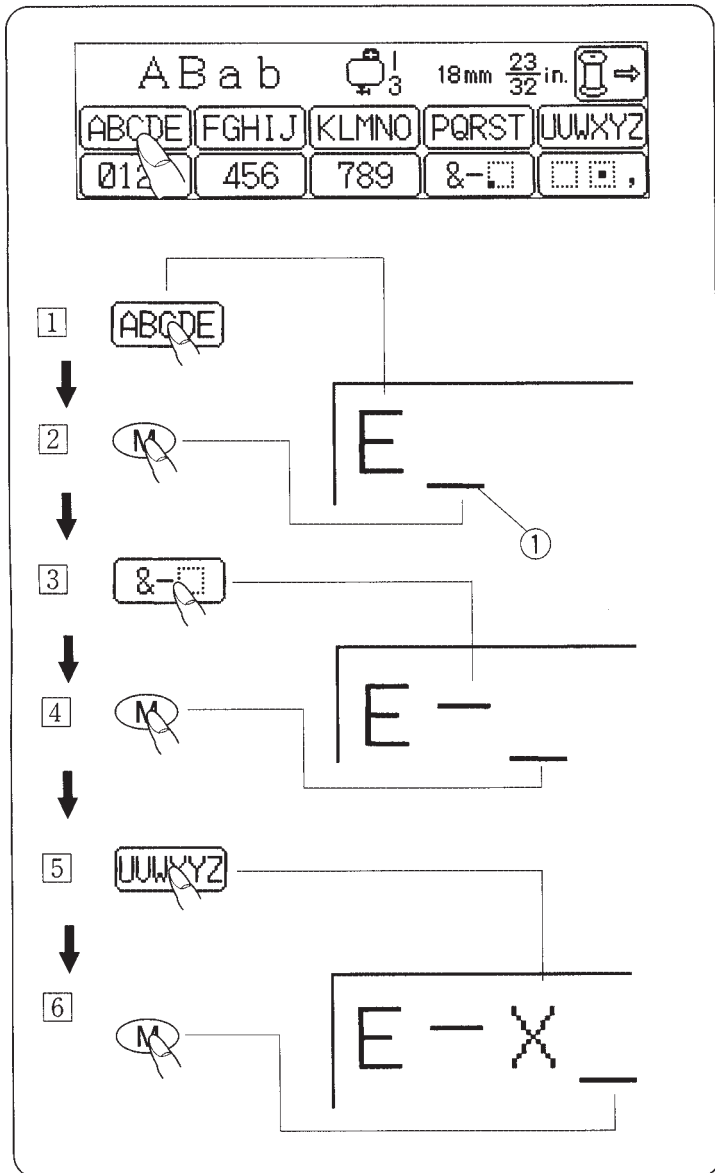 ABab 1 3 18mm 23/32 in. ⇒
ABCDE FGHIJ KLMNO PQRST UVWXYZ
012 456 789 &-. ,
1 ABCDE
2 M E _ ①
3 &-
4 M E - _
5 UVWXYZ
6 M E - X _